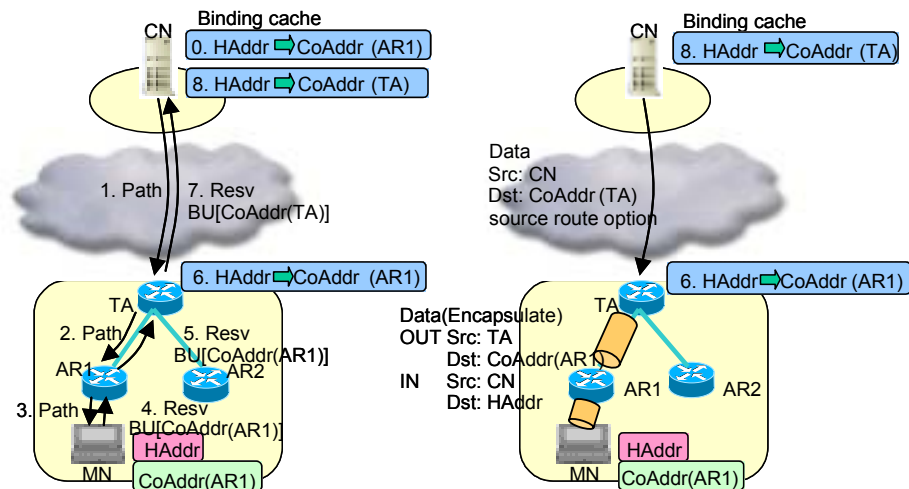 Binding cache
CN
0. HAddr CoAddr (AR1)
8. HAddr CoAddr (TA)
1. Path
7. Resv
BU[CoAddr(TA)]
6. HAddr CoAddr (AR1)
TA
2. Path
5. Resv
BU[CoAddr(AR1)]
AR1
AR2
3. Path
4. Resv
BU[CoAddr(AR1)]
MN
HAddr
CoAddr(AR1)
Binding cache
CN
8. HAddr CoAddr (TA)
Data
Src: CN
Dst: CoAddr (TA)
source route option
6. HAddr CoAddr (AR1)
TA
Data(Encapsulate)
OUT Src: TA
Dst: CoAddr(AR1)
IN Src: CN
Dst: HAddr
AR1
AR2
MN
HAddr
CoAddr(AR1)